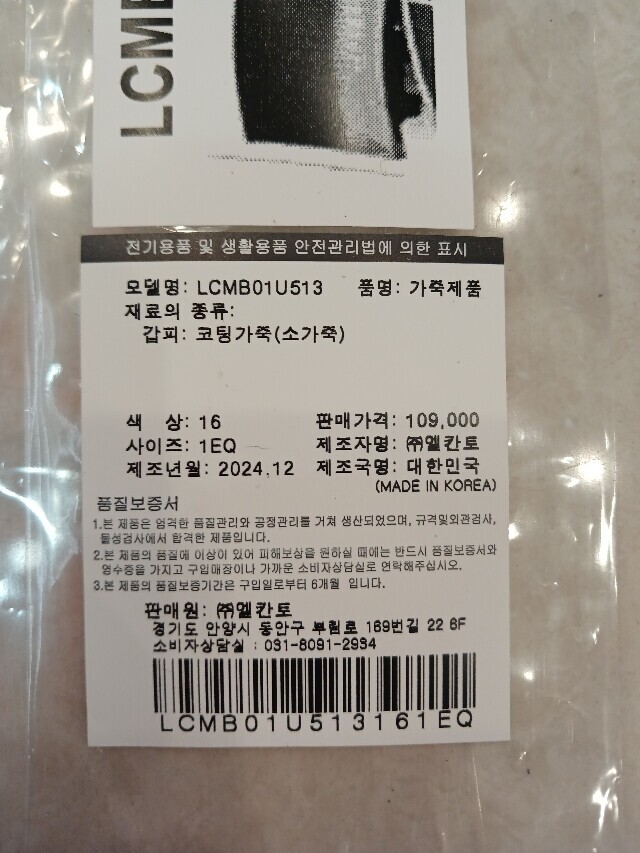 LCMB
전기용품 및 생활용품 안전관리법에 의한 표시
모델명: LCMB01U513 품명: 가죽제품
재료의 종류:
갑피: 코팅가죽(소가죽)
색 상: 16 판매가격: 109,000
사이즈: 1EQ 제조자명: ㈜엘칸토
제조년월: 2024.12 제조국명: 대한민국
(MADE IN KOREA)
품질보증서
1.본 제품은 엄격한 품질관리와 공정관리를 거쳐 생산되었으며, 규격및외관검사,
물성검사에서 합격한 제품입니다.
2.본 제품의 품질에 이상이 있어 피해보상을 원하실 때에는 반드시 품질보증서와
영수증을 가지고 구입매장이나 가까운 소비자상담실로 연락해주십시오.
3.본 제품의 품질보증기간은 구입일로부터 6개월 입니다.
판매원: ㈜엘칸토
경기도 안양시 동안구 부림로 169번길 22 6F
소비자상담실 : 031-8091-2934
LCMB01U513161EQ